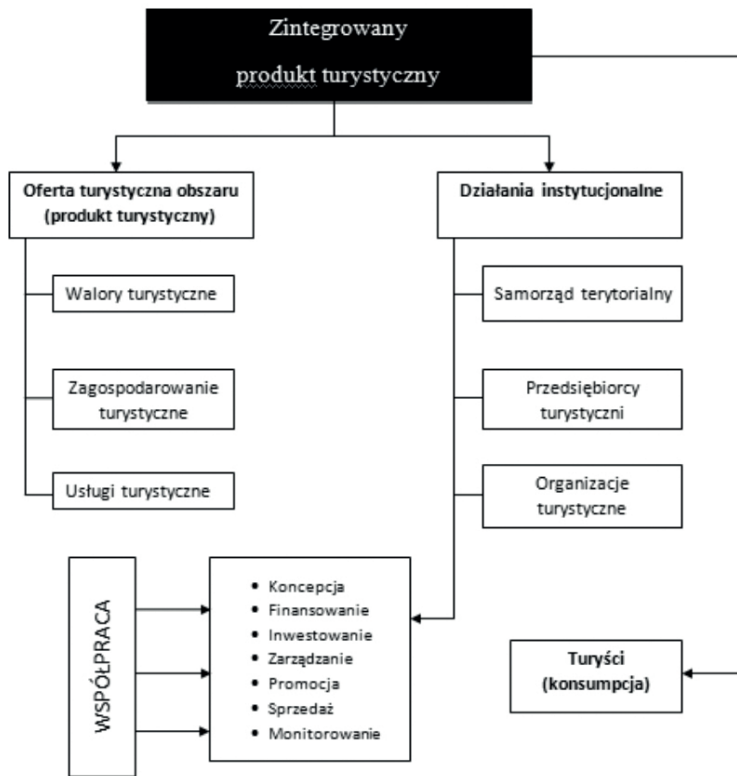 Zintegrowany
produkt turystyczny
Oferta turystyczna obszaru
(produkt turystyczny)
Walory turystyczne
Zagospodarowanie
turystyczne
Usługi turystyczne
Działania instytucjonalne
Samorząd terytorialny
Przedsiębiorcy
turystyczni
Organizacje
turystyczne
WSPÓŁPRACA
• Koncepcja
• Finansowanie
• Inwestowanie
• Zarządzanie
• Promocja
• Sprzedaż
• Monitorowanie
Turyści
(konsumpcja)